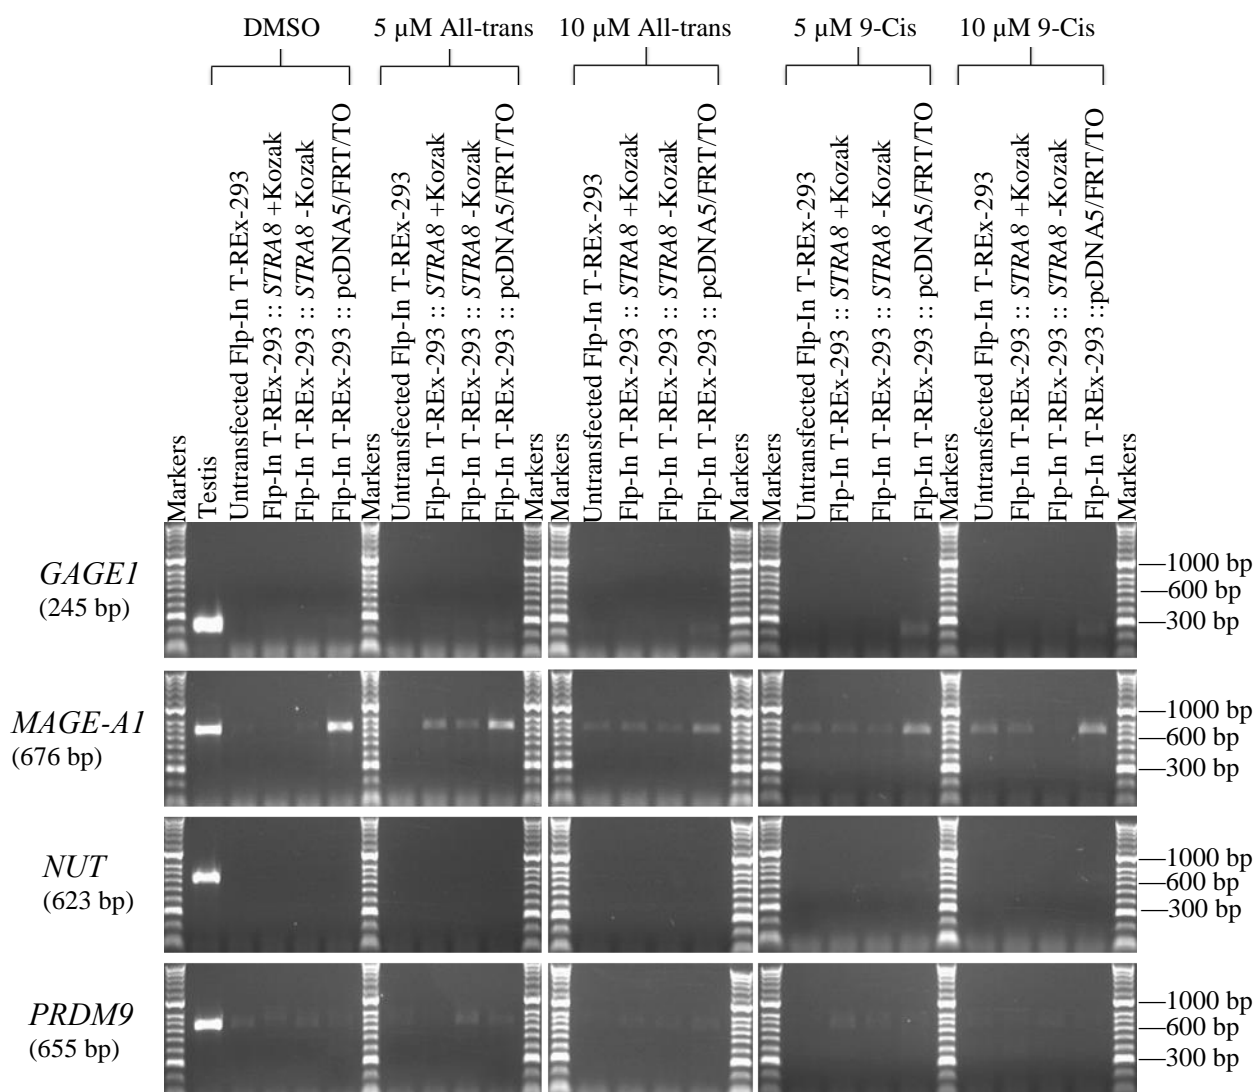 DMSO
5 µM All-trans
10 µM All-trans
5 µM 9-Cis
10 µM 9-Cis
Markers
Testis
Untransfected Flp-In T-REx-293
Flp-In T-REx-293 :: STRA8 +Kozak
Flp-In T-REx-293 :: STRA8 -Kozak
Flp-In T-REx-293 :: pcDNA5/FRT/TO
Markers
Untransfected Flp-In T-REx-293
Flp-In T-REx-293 :: STRA8 +Kozak
Flp-In T-REx-293 :: STRA8 -Kozak
Flp-In T-REx-293 :: pcDNA5/FRT/TO
Markers
Markers
Untransfected Flp-In T-REx-293
Flp-In T-REx-293 :: STRA8 +Kozak
Flp-In T-REx-293 :: STRA8 -Kozak
Flp-In T-REx-293 :: pcDNA5/FRT/TO
Markers
Markers
Untransfected Flp-In T-REx-293
Flp-In T-REx-293 :: STRA8 +Kozak
Flp-In T-REx-293 :: STRA8 -Kozak
Flp-In T-REx-293 :: pcDNA5/FRT/TO
Markers
Untransfected Flp-In T-REx-293
Flp-In T-REx-293 :: STRA8 +Kozak
Flp-In T-REx-293 :: STRA8 -Kozak
Flp-In T-REx-293 ::pcDNA5/FRT/TO
Markers
GAGE1
(245 bp)
1000 bp
600 bp
300 bp
MAGE-A1
(676 bp)
1000 bp
600 bp
300 bp
NUT
(623 bp)
1000 bp
600 bp
300 bp
PRDM9
(655 bp)
1000 bp
600 bp
300 bp